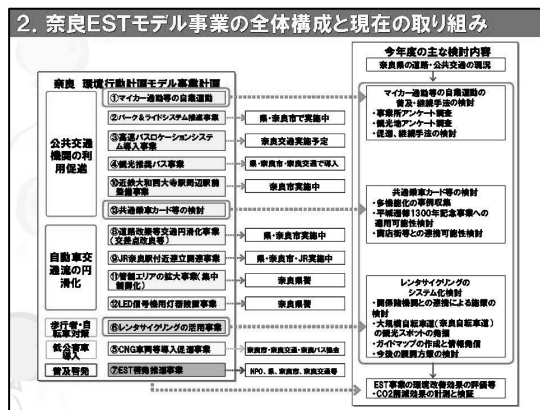 2. 奈良ESTモデル事業の全体構成と現在の取り組み
奈良 環境行動計画モデル事業計画
公共交通
機関の利
用促進
①マイカー通勤等の自粛運動
②パーク&ライドシステム推進事業
県・奈良市で実施中
③高速バスロケーションシステ
ム導入事業
奈良交通実施予定
④観光推奨バス事業
県・奈良市・奈良交通で導入
⑩近鉄大和西大寺駅周辺駅前
整備事業
奈良市実施中
⑬共通乗車カード等の検討
自動車交
通流の円
滑化
⑧道路改築等交通円滑化事業
(交差点改良等)
県・奈良市実施中
⑨JR奈良駅付近連立関連事業
県・奈良市・JR実施中
⑪管制エリアの拡大事業(集中
制御化)
奈良県警
⑫LED信号機用灯器設置事業
奈良県警
歩行者・自
転車対策
⑥レンタサイクリングの活用事業
低公害車
導入
⑤CNG車両等導入促進事業
奈良市・奈良交通・奈良バス協会
普及啓発
⑦EST啓発推進事業
NPO、県、奈良市、奈良交通等
今年度の主な検討内容
奈良県の道路・公共交通の現況
マイカー通勤等の自粛運動の
普及・継続手法の検討
・事業所アンケート調査
・観光地アンケート調査
・促進、継続手法の検討
共通乗車カード等の検討
・多機能化の事例収集
・平城遷都1300年記念事業への
適用可能性検討
・商店街等との連携可能性検討
レンタサイクリングの
システム化検討
・関係諸機関との連携による施策の
検討
・大規模自転車道(奈良自転車道)の
観光スポットの発掘
・ガイドマップの作成と情報発信
・今後の展開方策の検討
EST事業の環境改善効果の評価等
・CO2削減効果の計測と検証